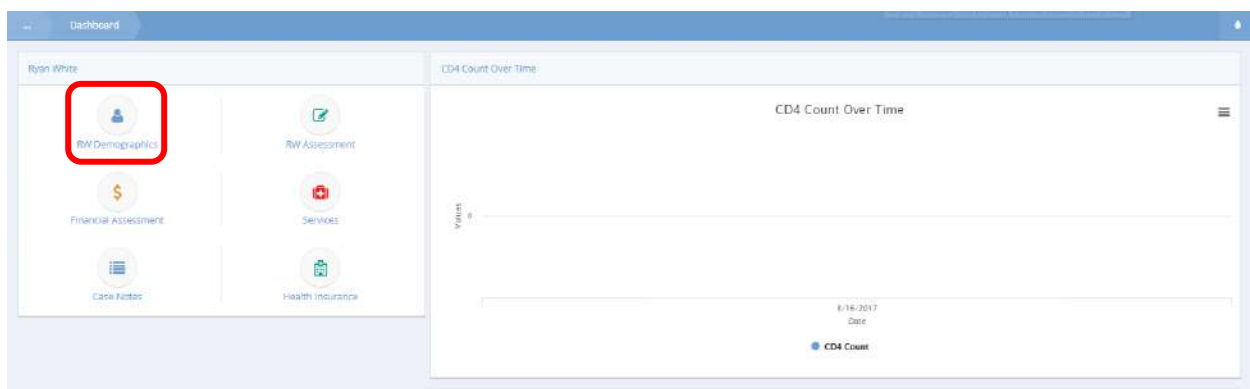 ... Dashboard
Ryan White
RW Demographics
RW Assessment
Financial Assessment
Services
Case Notes
Health Insurance
CD4 Count Over Time
CD4 Count Over Time
Values
0
8/16/2017
Date
CD4 Count